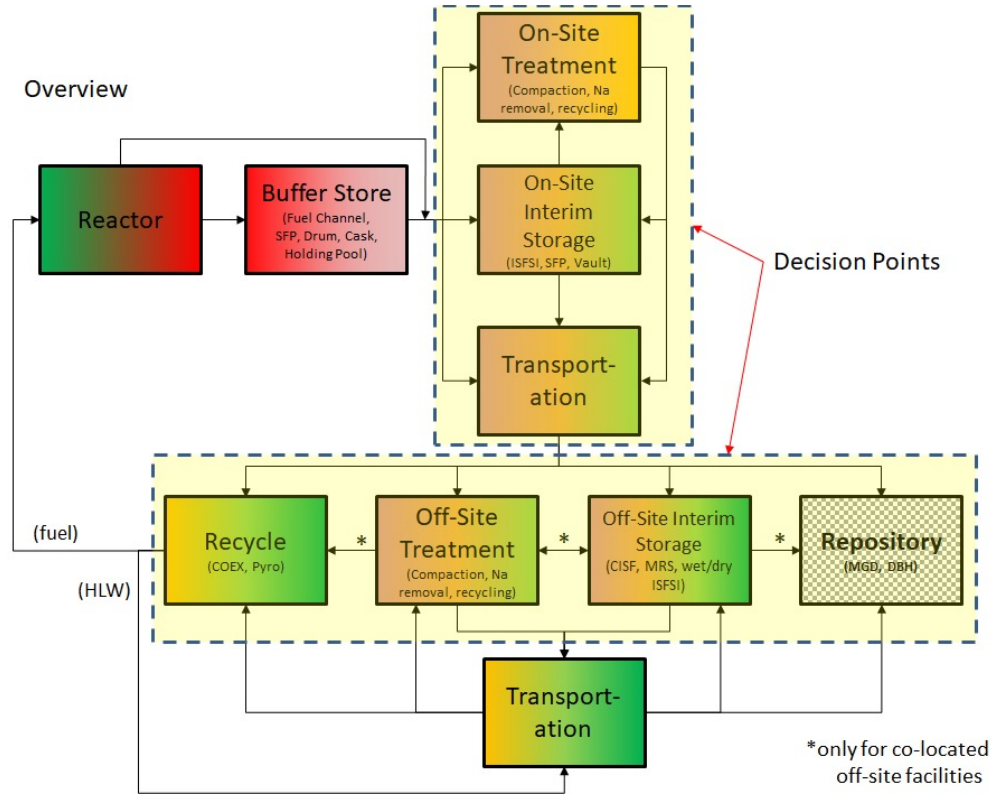 Overview
On-Site
Treatment
(Compaction, Na
removal, recycling)
Reactor
Buffer Store
(Fuel Channel,
SFP, Drum, Cask,
Holding Pool)
On-Site
Interim
Storage
(ISFSI, SFP, Vault)
Decision Points
Transport-
ation
(fuel)
(HLW)
Recycle
(COEX, Pyro)
*
Off-Site
Treatment
(Compaction, Na
removal, recycling)
*
Off-Site Interim
Storage
(CISF, MRS, wet/dry
ISFSI)
*
Repository
(MGD, DBH)
Transport-
ation
*only for co-located
off-site facilities